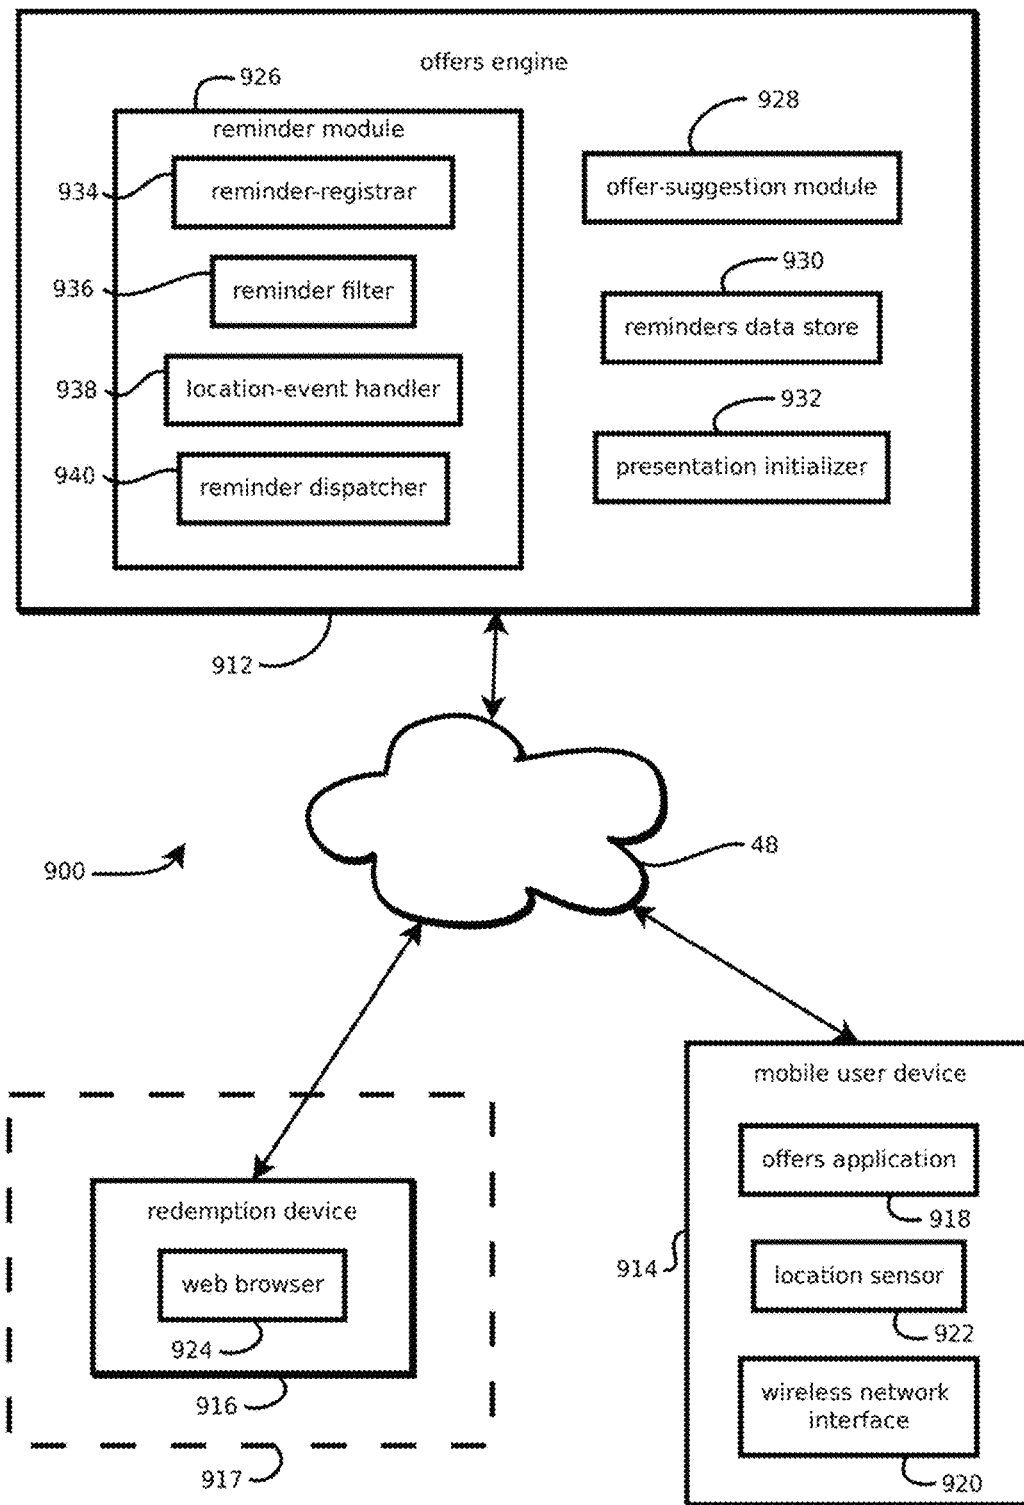 offers engine
926
reminder module
928
934
reminder-registrar
offer-suggestion module
936
reminder filter
930
reminders data store
938
location-event handler
932
940
reminder dispatcher
presentation initializer
912
48
900
mobile user device
offers application
918
redemption device
914
location sensor
web browser
922
924
916
wireless network
interface
917
920